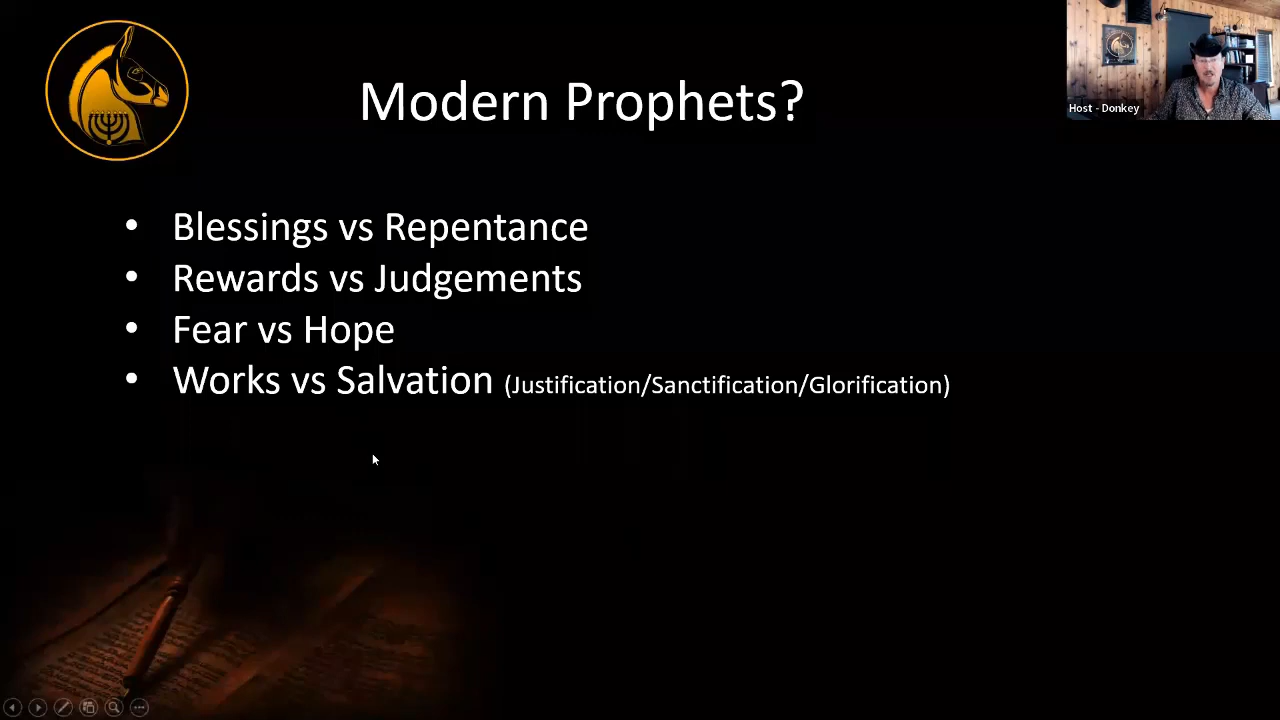 Modern Prophets?
Host - Donkey
• Blessings vs Repentance
• Rewards vs Judgements
• Fear vs Hope
• Works vs Salvation (Justification/Sanctification/Glorification)